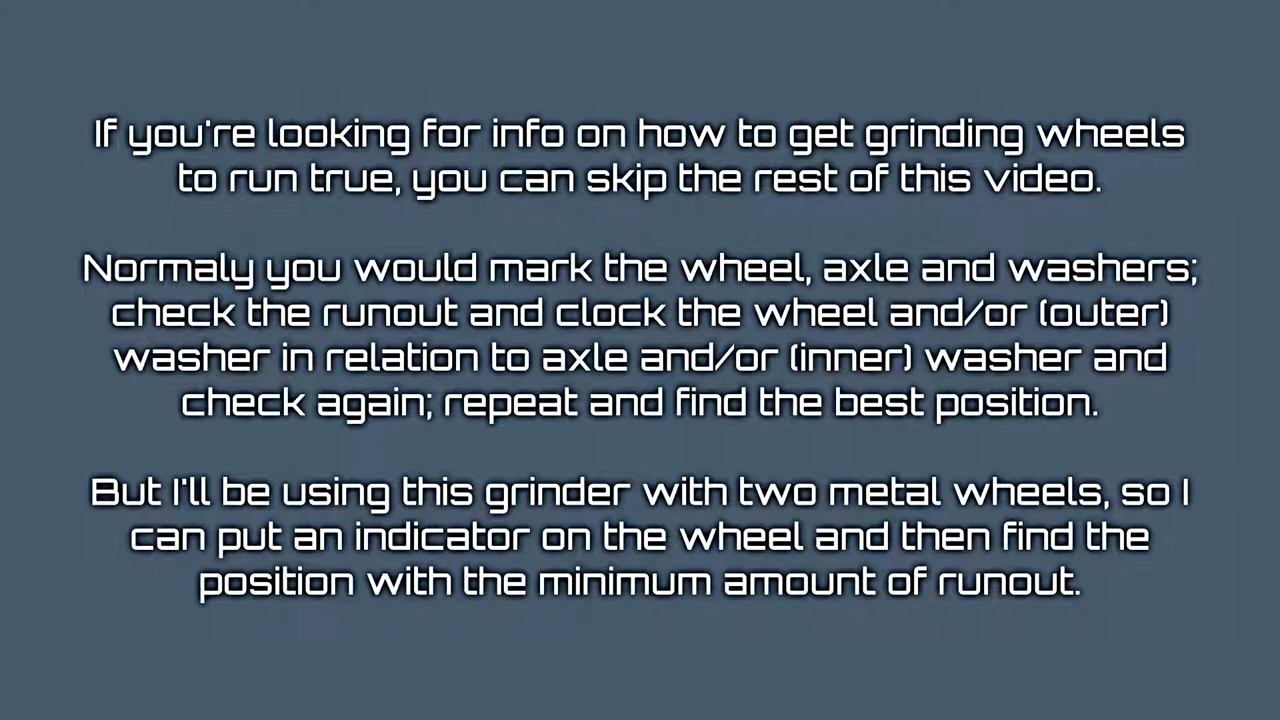 If you're looking for info on how to get grinding wheels
to run true, you can skip the rest of this video.
Normaly you would mark the wheel, axle and washers;
check the runout and clock the wheel and/or (outer)
washer in relation to axle and/or (inner) washer and
check again; repeat and find the best position.
But I'll be using this grinder with two metal wheels, so I
can put an indicator on the wheel and then find the
position with the minimum amount of runout.